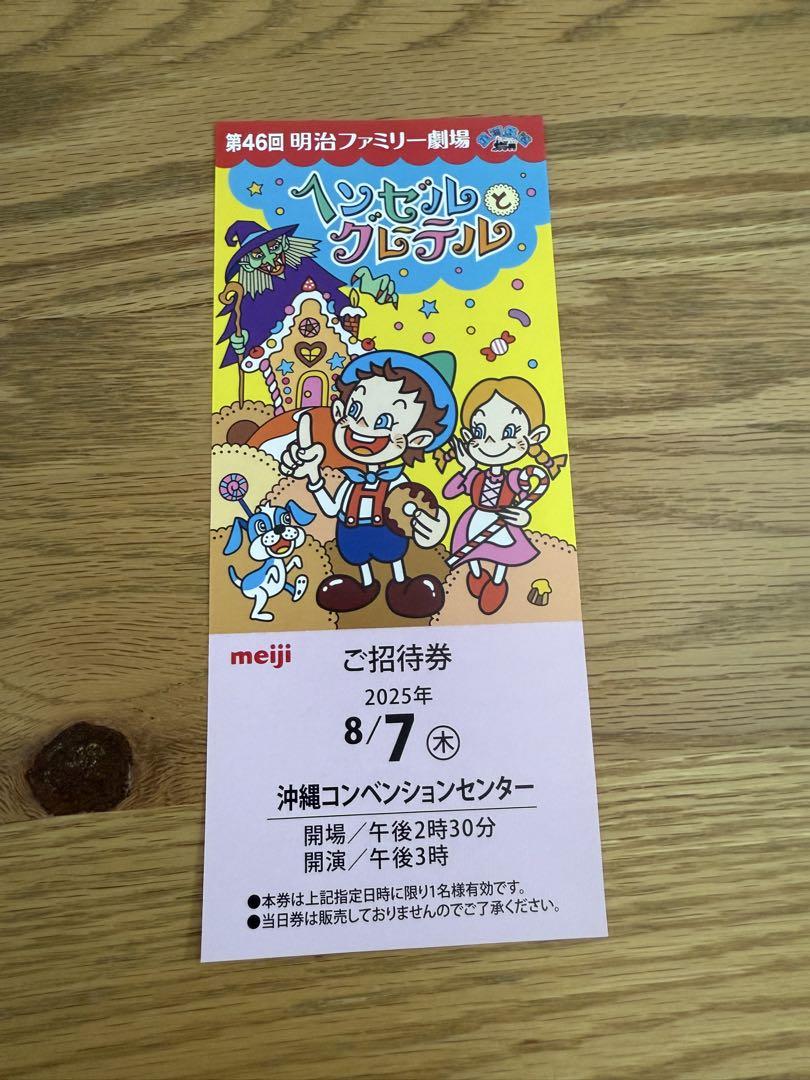 第46回 明治ファミリー劇場
ヘンゼルと
グレーテル
meiji
ご招待券
2025年
8/7㊍
沖縄コンベンションセンター
開場／午後2時30分
開演／午後3時
●本券は上記指定日時に限り1名様有効です。
●当日券は販売しておりませんのでご了承ください。